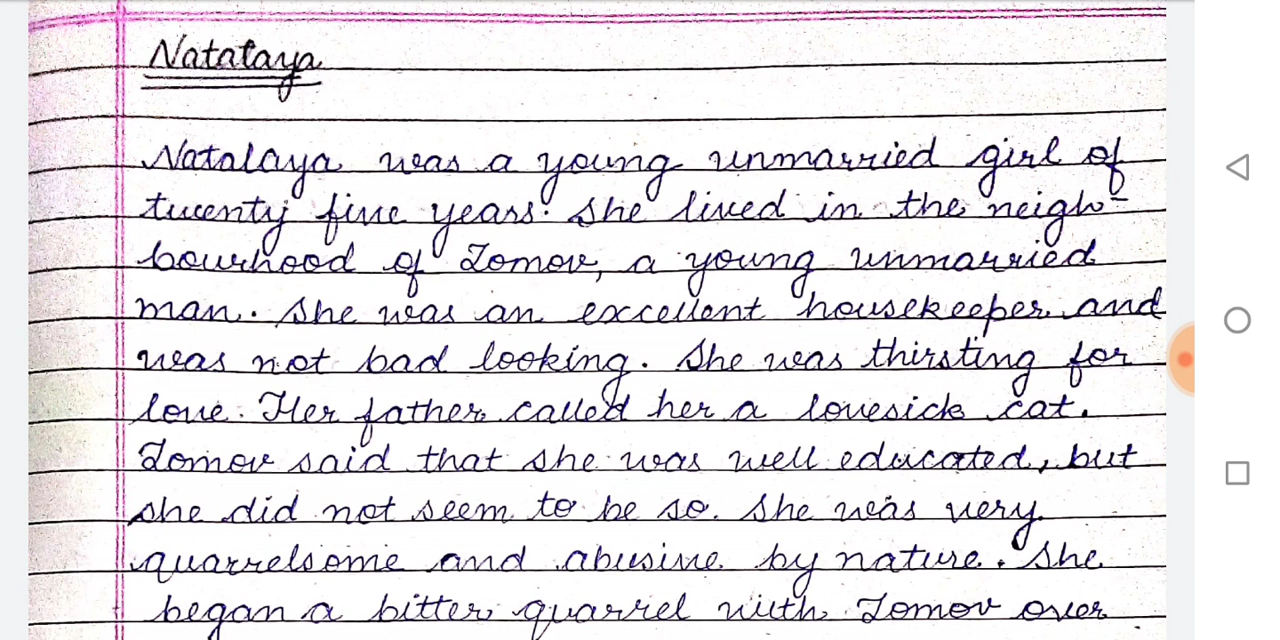 Natalaya
Natalaya was a young unmarried girl of
twenty five years. She lived in the neigh-
bourhood of Lomov, a young unmarried
man. She was an excellent housekeeper and
was not bad looking. She was thirsting for
love. Her father called her a lovesick cat.
Lomov said that she was well educated, but
she did not seem to be so. She was very
quarrelsome and abusive by nature. She
began a bitter quarrel with Lomov over